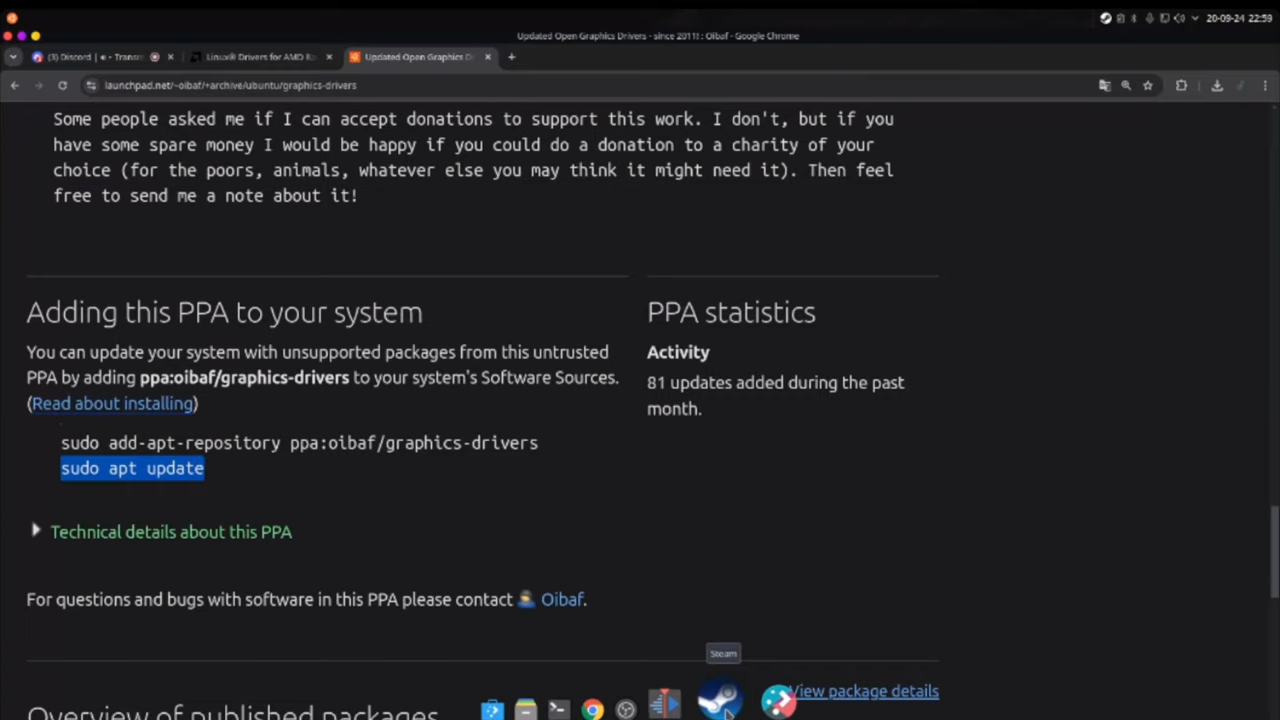 20-09-24 22:59
Updated Open Graphics Drivers - since 2011! : Oibaf - Google Chrome
(3) Discord |
Linux® Drivers for AMD
Updated Open Graphics D
launchpad.net/~oibaf/+archive/ubuntu/graphics-drivers
Some people asked me if I can accept donations to support this work. I don't, but if you
have some spare money I would be happy if you could do a donation to a charity of your
choice (for the poors, animals, whatever else you may think it might need it). Then feel
free to send me a note about it!
Adding this PPA to your system
You can update your system with unsupported packages from this untrusted
PPA by adding ppa:oibaf/graphics-drivers to your system's Software Sources.
(Read about installing)
sudo add-apt-repository ppa:oibaf/graphics-drivers
sudo apt update
Technical details about this PPA
For questions and bugs with software in this PPA please contact Oibaf.
PPA statistics
Activity
81 updates added during the past
month.
Steam
View package details
Overview of published packages